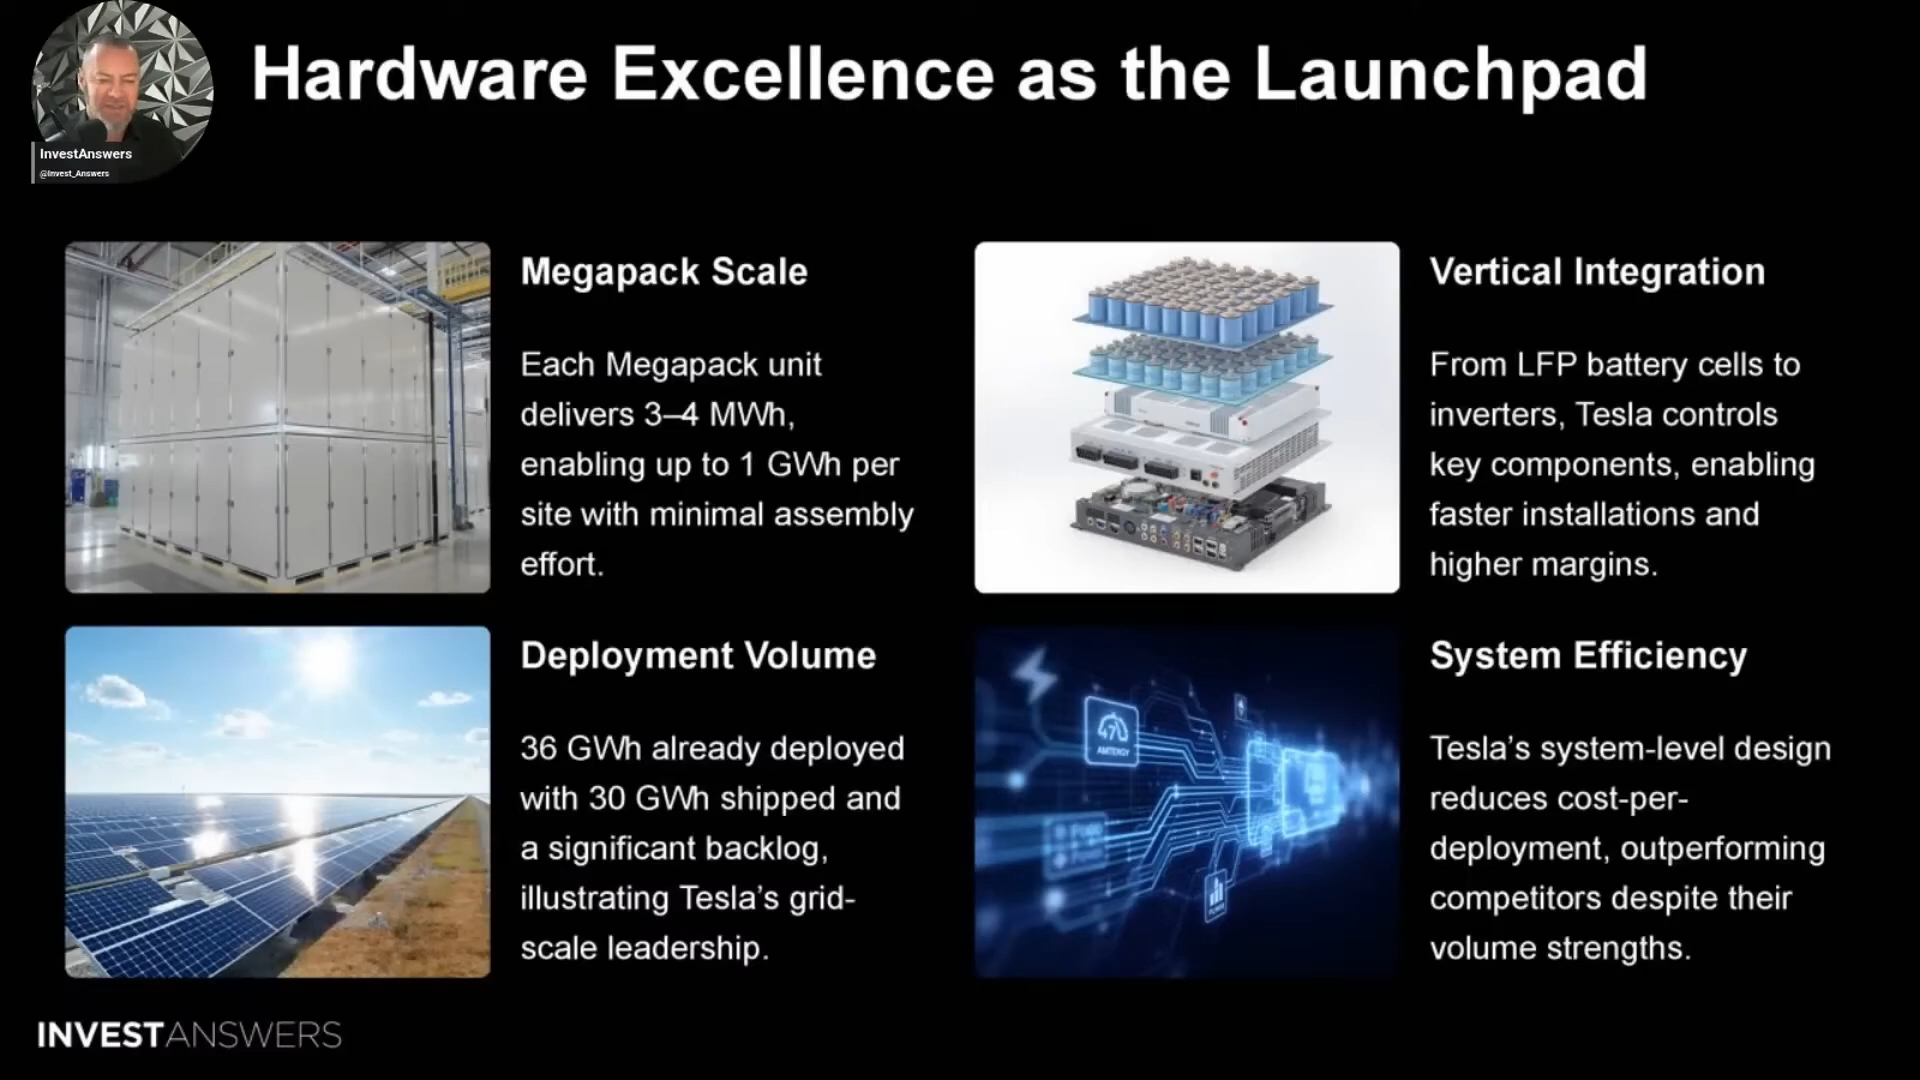 Hardware Excellence as the Launchpad
InvestAnswers
@Invest_Answers
Megapack Scale
Each Megapack unit
delivers 3–4 MWh,
enabling up to 1 GWh per
site with minimal assembly
effort.
Vertical Integration
From LFP battery cells to
inverters, Tesla controls
key components, enabling
faster installations and
higher margins.
Deployment Volume
36 GWh already deployed
with 30 GWh shipped and
a significant backlog,
illustrating Tesla's grid-
scale leadership.
AMTERGY
System Efficiency
Tesla's system-level design
reduces cost-per-
deployment, outperforming
competitors despite their
volume strengths.
INVESTANSWERS